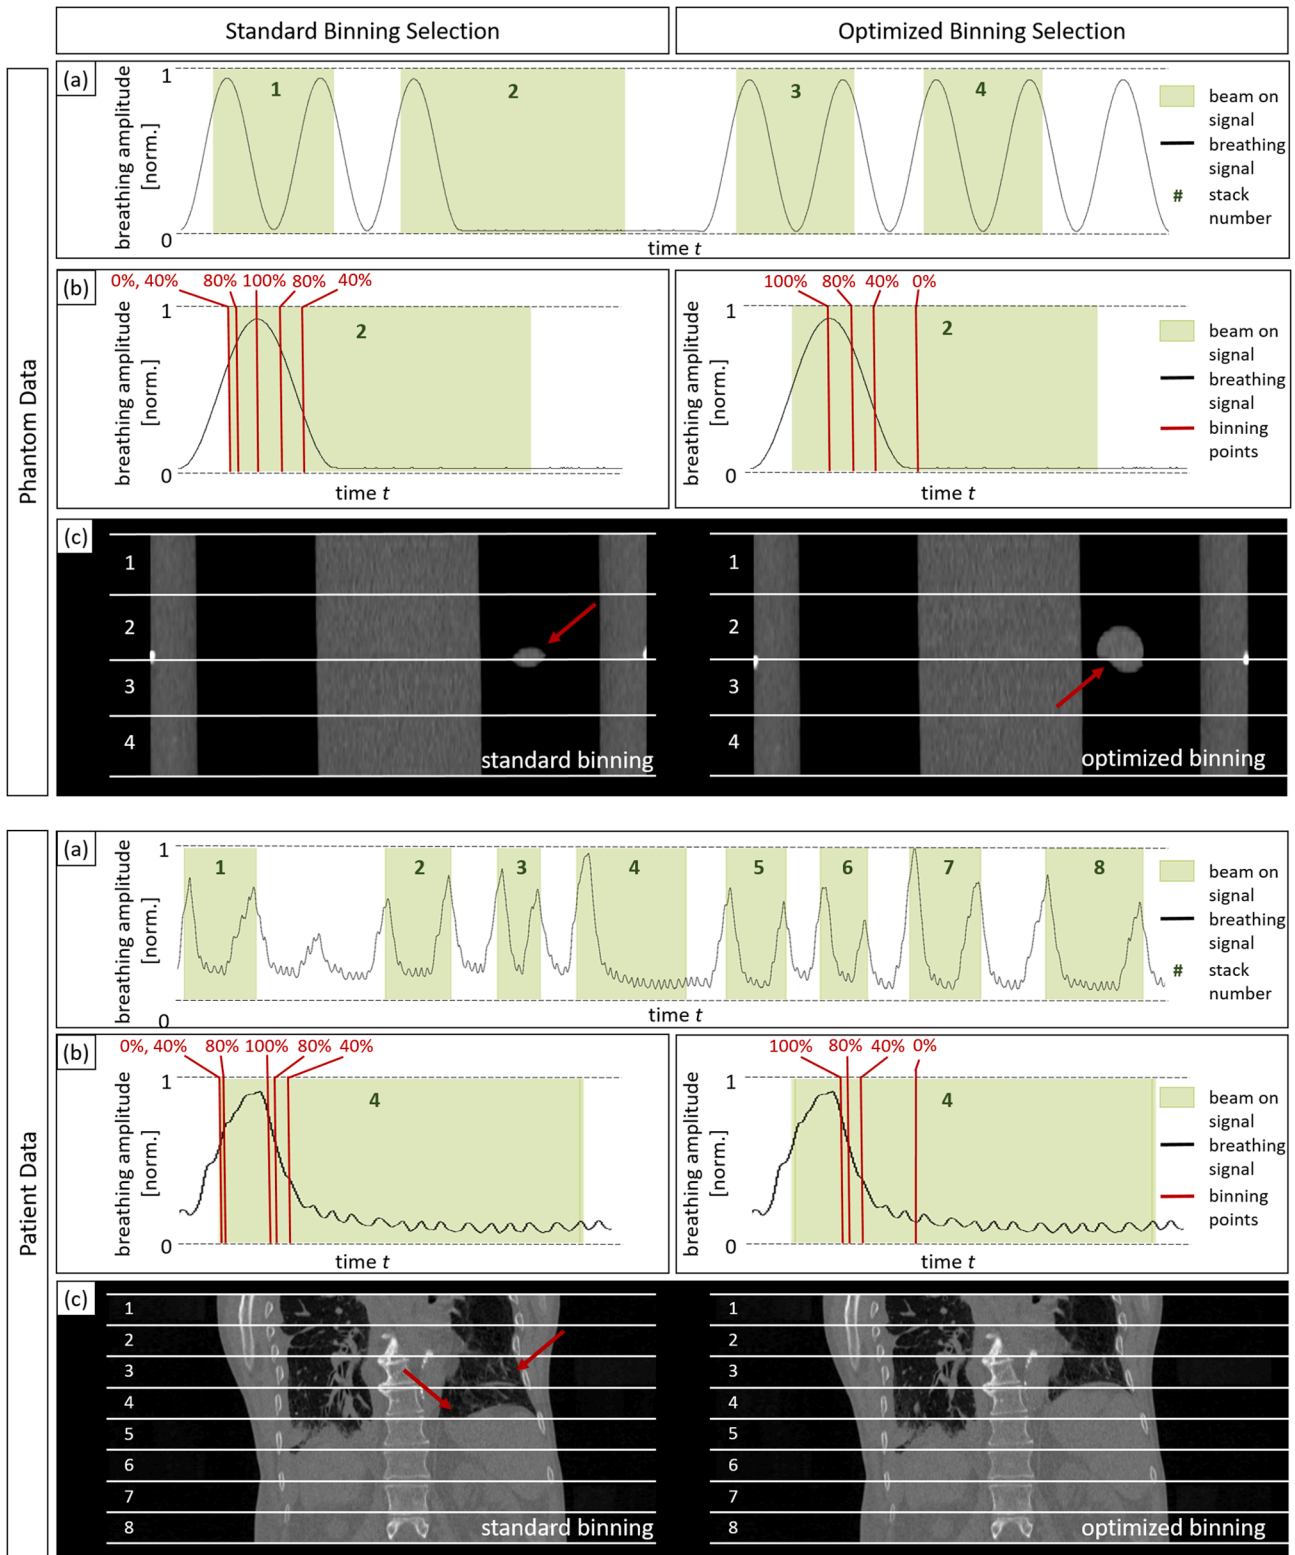 Standard Binning Selection
Optimized Binning Selection
Phantom Data
(a)
breathing amplitude
[norm.]
1
0
1
2
3
4
time t
beam on
signal
breathing
signal
# stack
number
(b)
0%, 40% 80% 100% 80% 40%
breathing amplitude
[norm.]
1
0
2
time t
100% 80% 40% 0%
breathing amplitude
[norm.]
1
0
2
time t
beam on
signal
breathing
signal
binning
points
(c)
1
2
3
4
standard binning
1
2
3
4
optimized binning
Patient Data
(a)
breathing amplitude
[norm.]
1
0
1
2
3
4
5
6
7
8
time t
beam on
signal
breathing
signal
# stack
number
(b)
0%, 40% 80% 100% 80% 40%
breathing amplitude
[norm.]
1
0
4
time t
100% 80% 40% 0%
breathing amplitude
[norm.]
1
0
4
time t
beam on
signal
breathing
signal
binning
points
(c)
1
2
3
4
5
6
7
8
standard binning
1
2
3
4
5
6
7
8
optimized binning